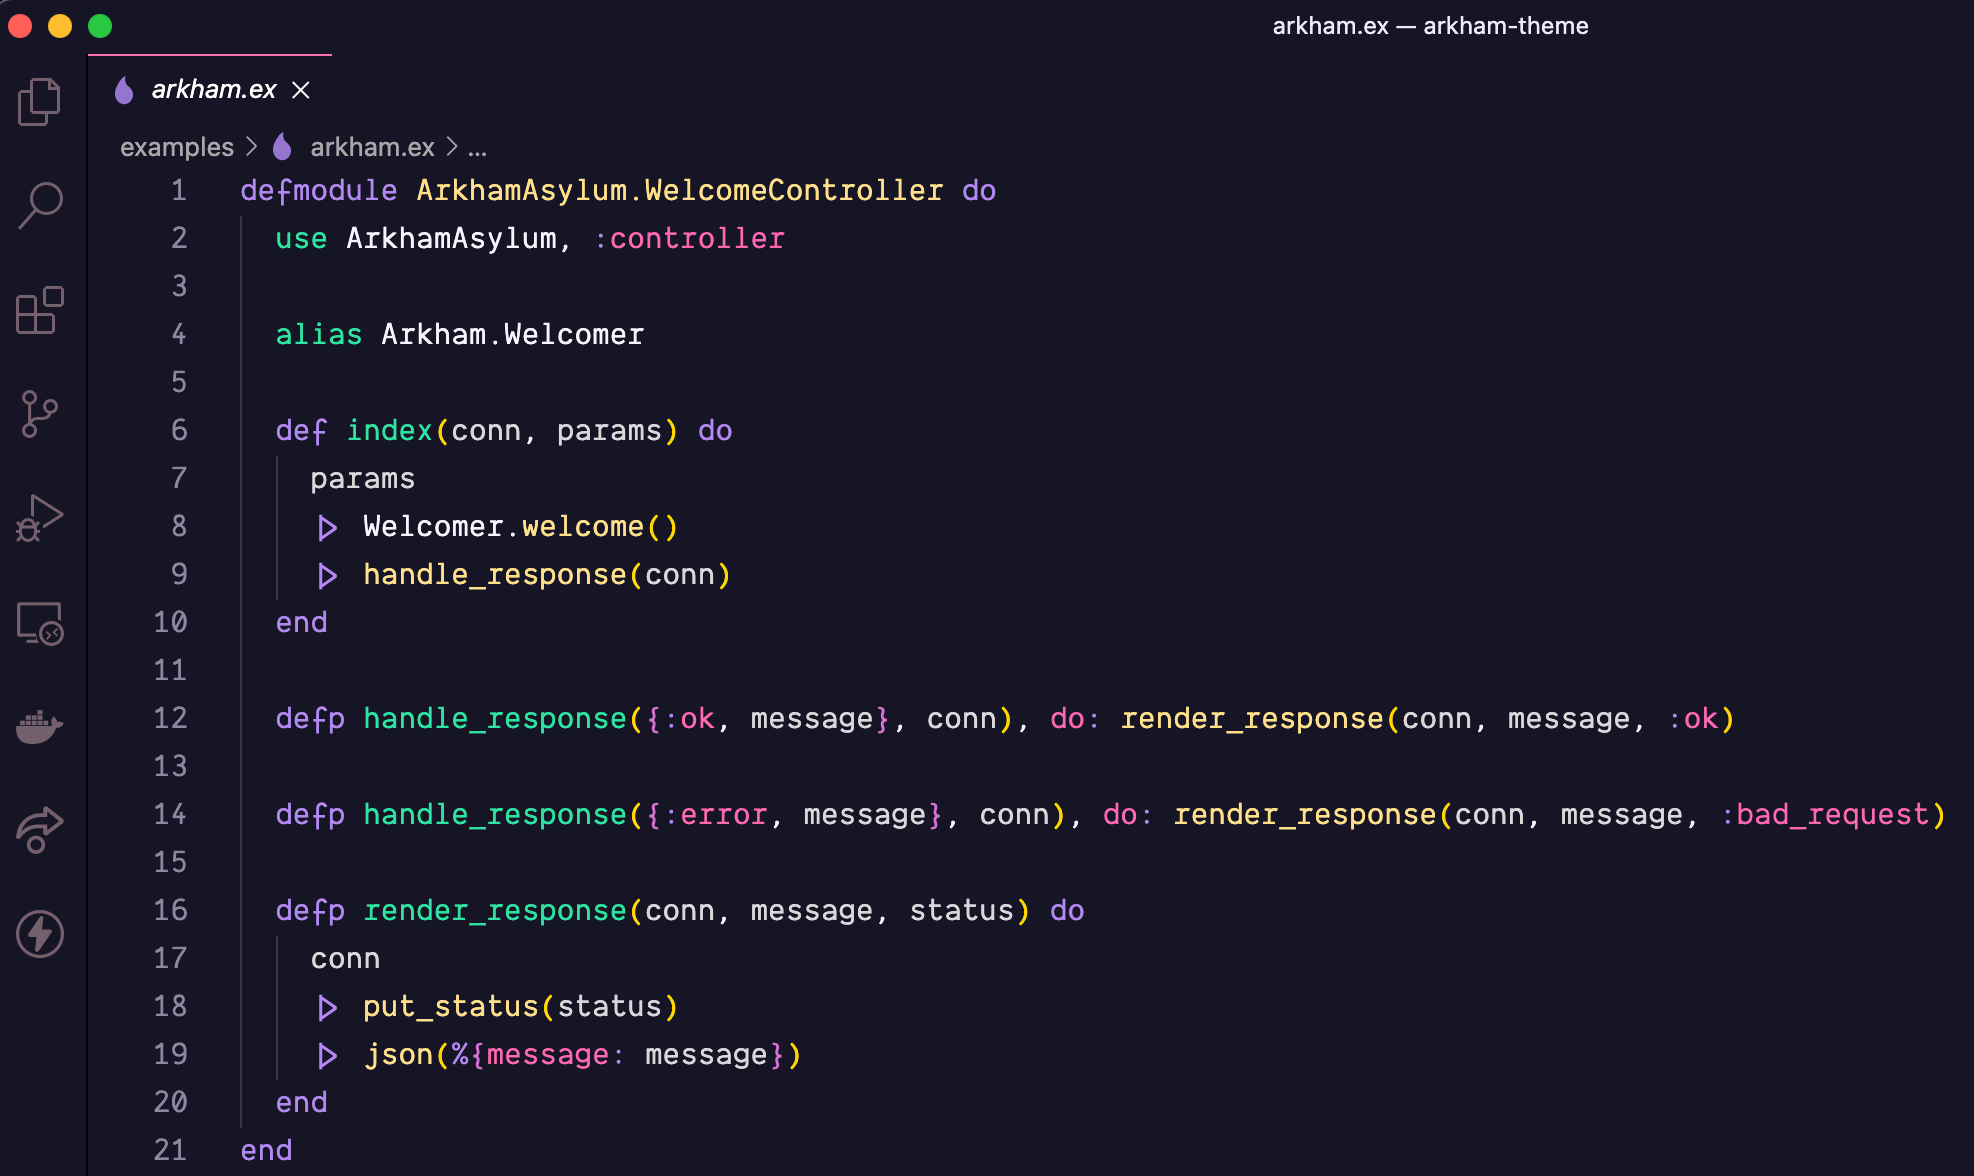 arkham.ex — arkham-theme
arkham.ex
examples > arkham.ex > ...
1 defmodule ArkhamAsylum.WelcomeController do
2   use ArkhamAsylum, :controller
3
4   alias Arkham.Welcomer
5
6   def index(conn, params) do
7     params
8     |> Welcomer.welcome()
9     |> handle_response(conn)
10   end
11
12   defp handle_response({:ok, message}, conn), do: render_response(conn, message, :ok)
13
14   defp handle_response({:error, message}, conn), do: render_response(conn, message, :bad_request)
15
16   defp render_response(conn, message, status) do
17     conn
18     |> put_status(status)
19     |> json(%{message: message})
20   end
21 end